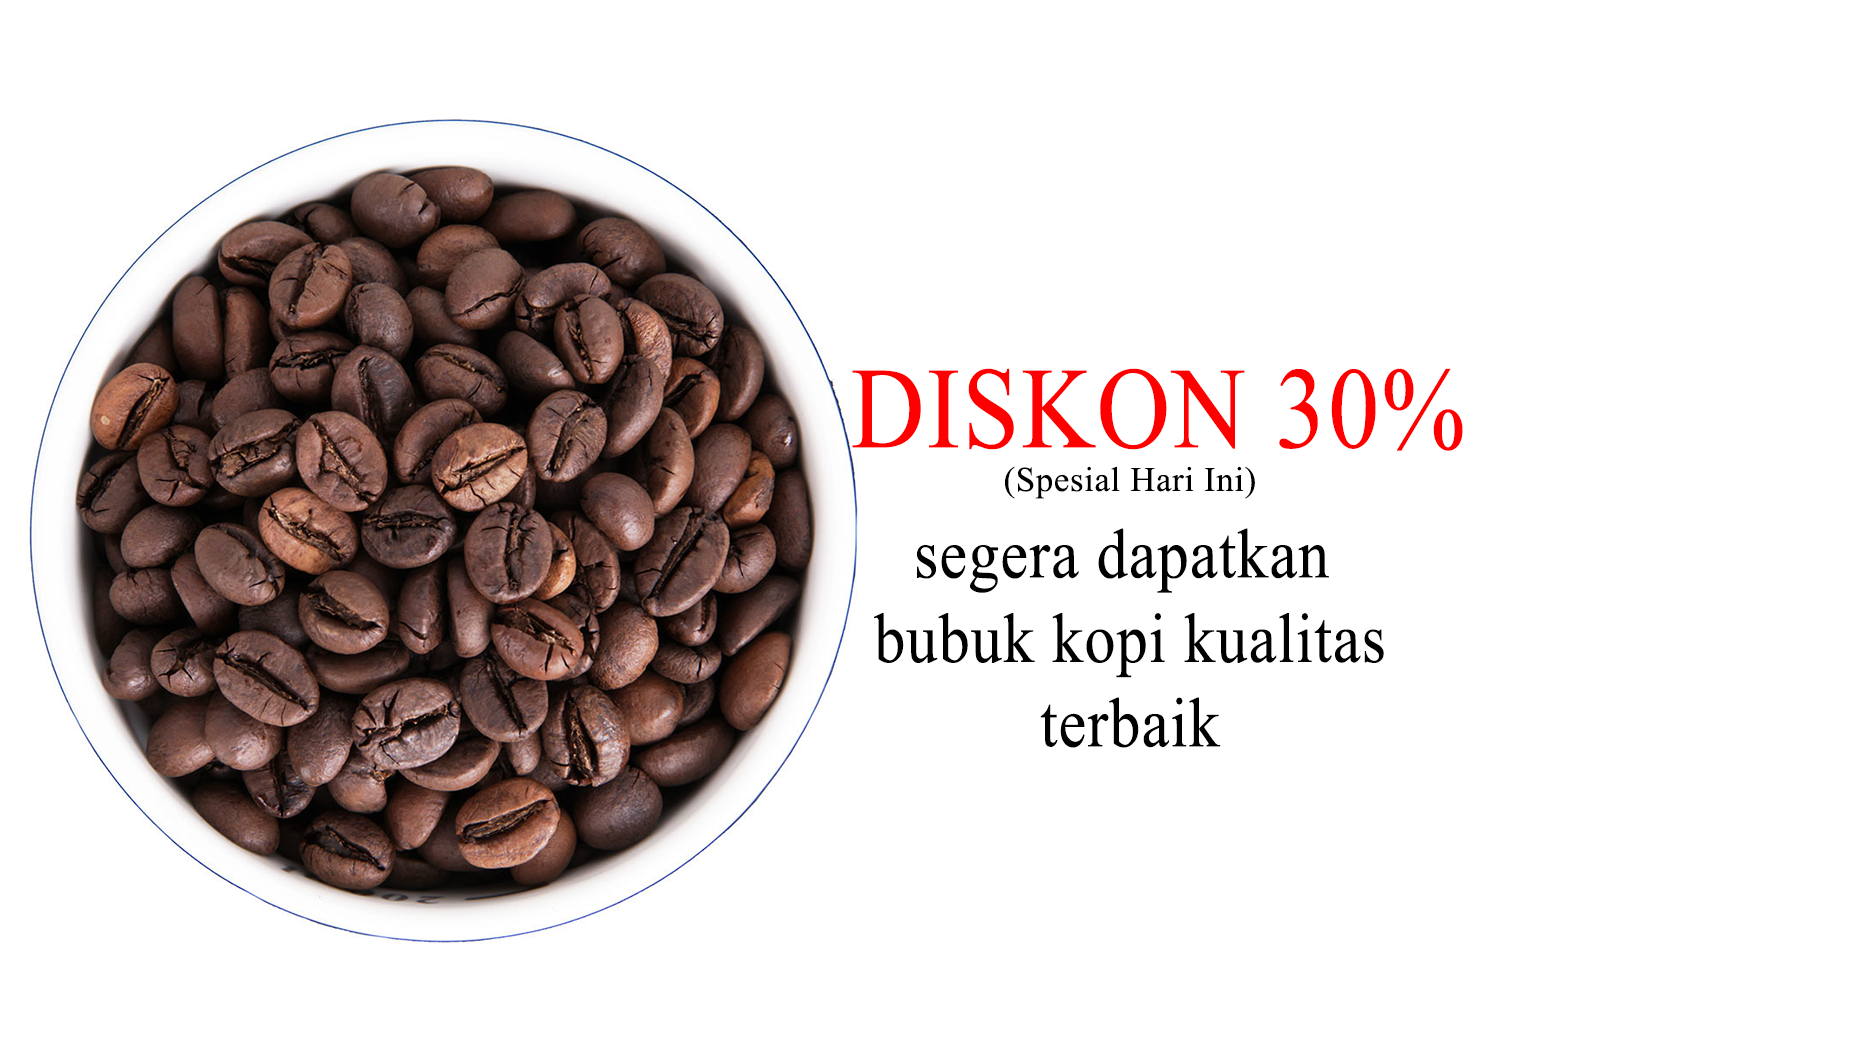 DISKON 30%
(Spesial Hari Ini)
segera dapatkan
bubuk kopi kualitas
terbaik